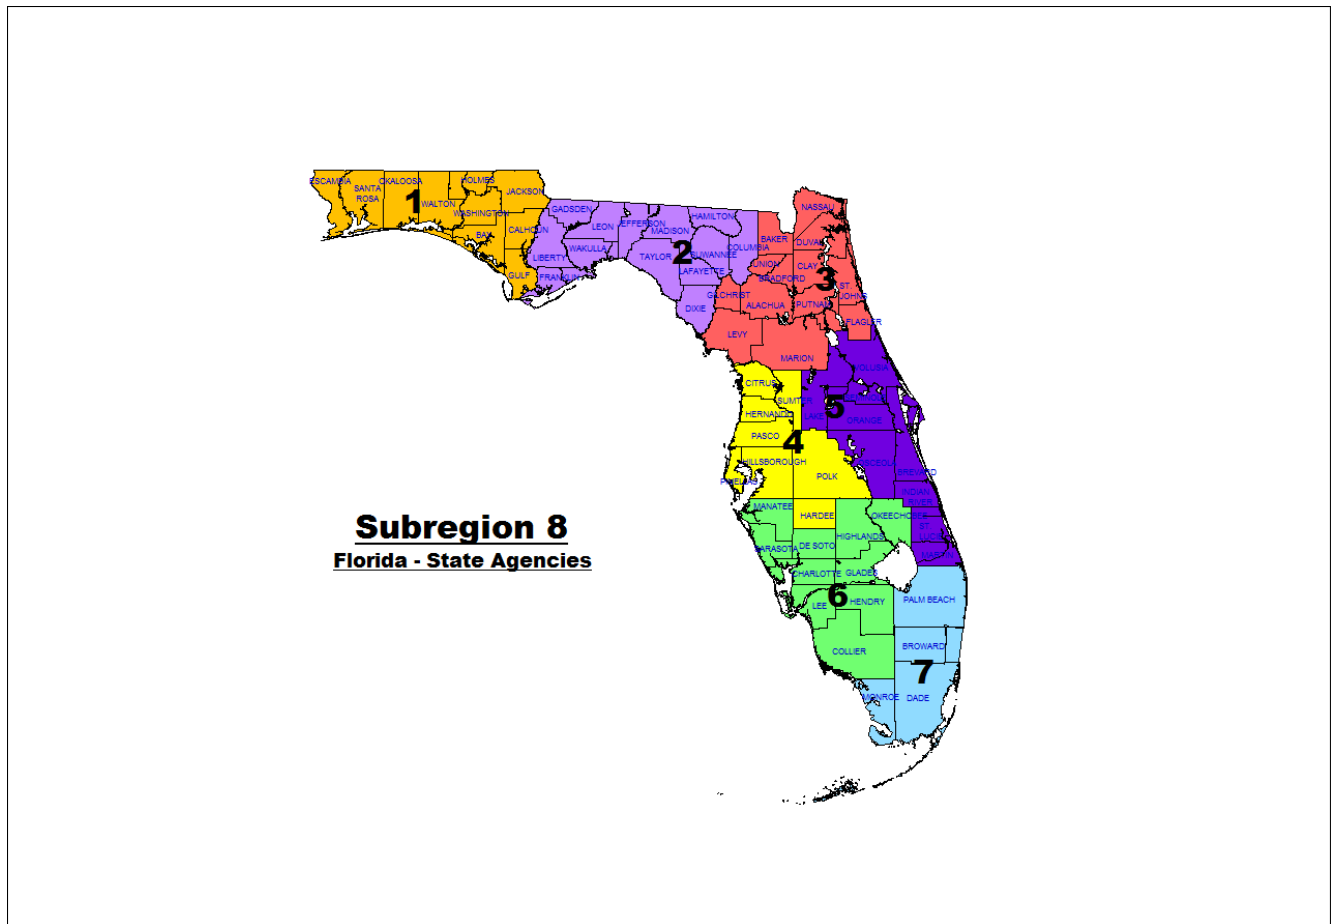 ESCAMBIA
SANTA
ROSA
OKALOOSA
1
WALTON
HOLMES
WASHINGTON
JACKSON
BAY
CALHOUN
GULF
GADSDEN
LIBERTY
FRANKLIN
LEON
WAKULLA
JEFFERSON
MADISON
TAYLOR
2
HAMILTON
SUWANNEE
LAFAYETTE
DIXIE
COLUMBIA
NASSAU
BAKER
DUVAL
UNION
BRADFORD
CLAY
3
ST.
JOHNS
GILCHRIST
ALACHUA
PUTNAM
FLAGLER
LEVY
MARION
VOLUSIA
CITRUS
SUMTER
LAKE
SEMINOLE
5
ORANGE
HERNANDO
PASCO
4
HILLSBOROUGH
PINELLAS
POLK
OSCEOLA
BREVARD
INDIAN
RIVER
MANATEE
HARDEE
OKEECHOBEE
ST.
LUCIE
HIGHLANDS
SARASOTA
DE SOTO
MARTIN
CHARLOTTE
GLADES
6
LEE
HENDRY
PALM BEACH
COLLIER
BROWARD
7
MONROE
DADE
Subregion 8
Florida - State Agencies